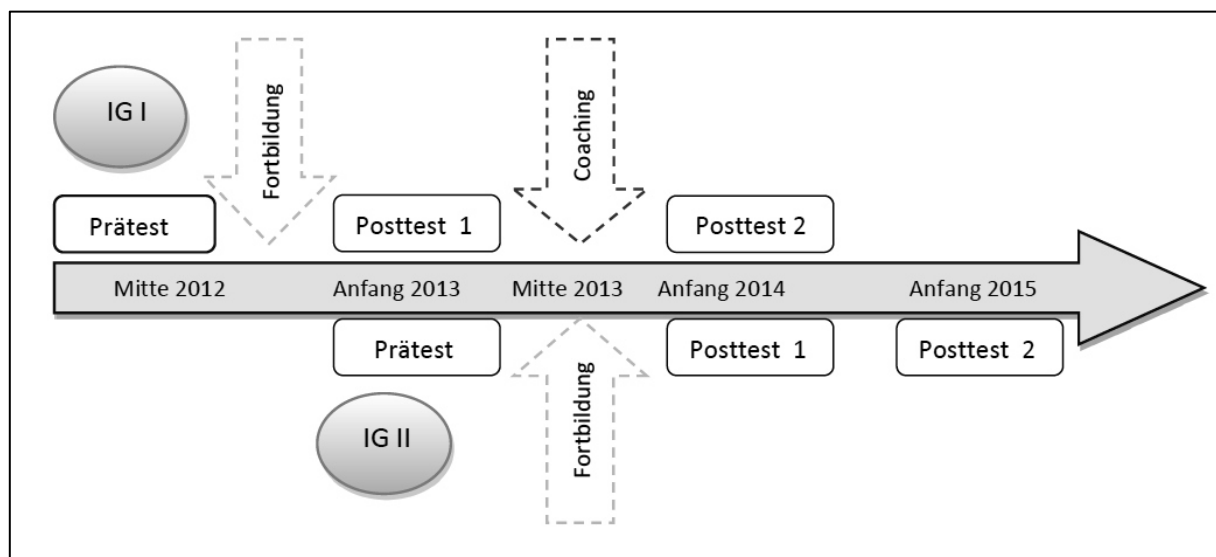 IG I
Fortbildung
Coaching
Prätest
Posttest 1
Posttest 2
Mitte 2012
Anfang 2013
Mitte 2013
Anfang 2014
Anfang 2015
Prätest
Posttest 1
Posttest 2
IG II
Fortbildung